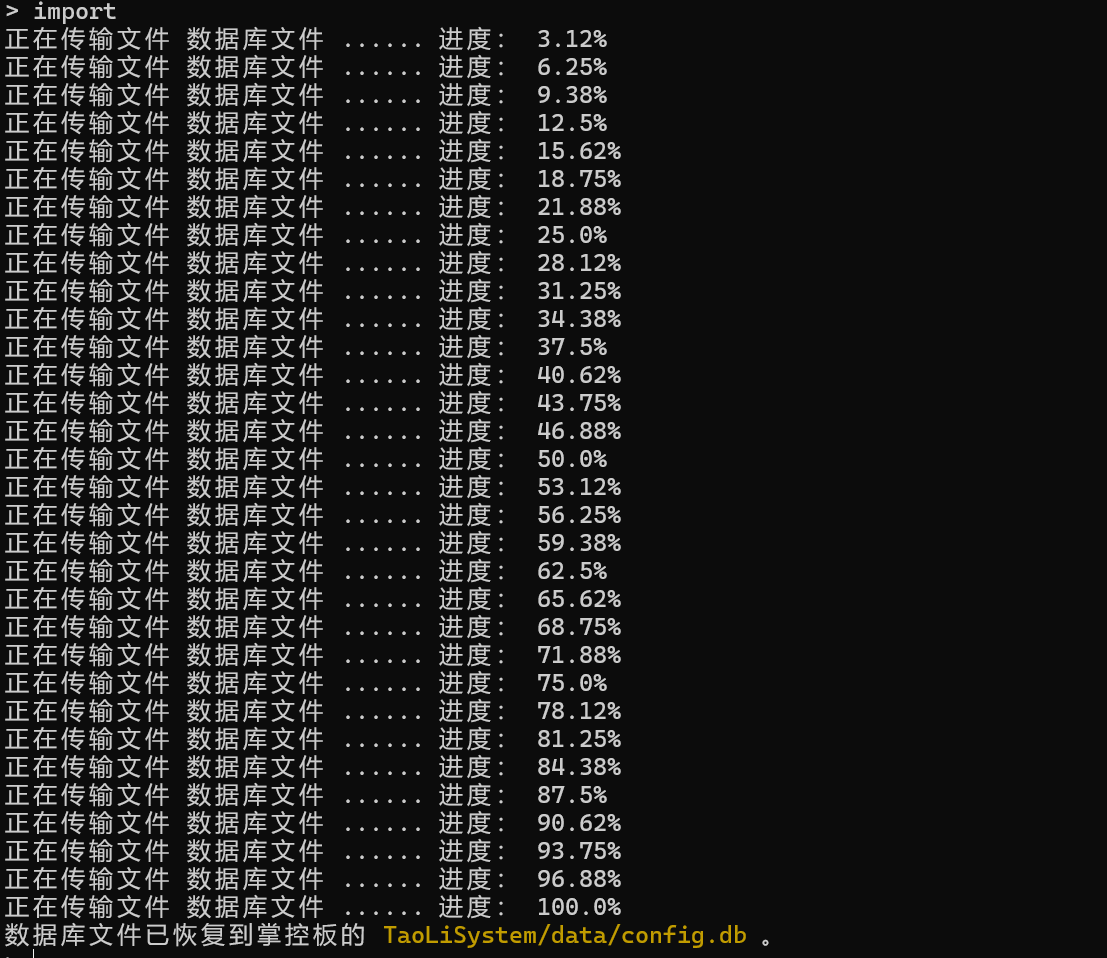 > import
正在传输文件 数据库文件 ...... 进度： 3.12%
正在传输文件 数据库文件 ...... 进度： 6.25%
正在传输文件 数据库文件 ...... 进度： 9.38%
正在传输文件 数据库文件 ...... 进度： 12.5%
正在传输文件 数据库文件 ...... 进度： 15.62%
正在传输文件 数据库文件 ...... 进度： 18.75%
正在传输文件 数据库文件 ...... 进度： 21.88%
正在传输文件 数据库文件 ...... 进度： 25.0%
正在传输文件 数据库文件 ...... 进度： 28.12%
正在传输文件 数据库文件 ...... 进度： 31.25%
正在传输文件 数据库文件 ...... 进度： 34.38%
正在传输文件 数据库文件 ...... 进度： 37.5%
正在传输文件 数据库文件 ...... 进度： 40.62%
正在传输文件 数据库文件 ...... 进度： 43.75%
正在传输文件 数据库文件 ...... 进度： 46.88%
正在传输文件 数据库文件 ...... 进度： 50.0%
正在传输文件 数据库文件 ...... 进度： 53.12%
正在传输文件 数据库文件 ...... 进度： 56.25%
正在传输文件 数据库文件 ...... 进度： 59.38%
正在传输文件 数据库文件 ...... 进度： 62.5%
正在传输文件 数据库文件 ...... 进度： 65.62%
正在传输文件 数据库文件 ...... 进度： 68.75%
正在传输文件 数据库文件 ...... 进度： 71.88%
正在传输文件 数据库文件 ...... 进度： 75.0%
正在传输文件 数据库文件 ...... 进度： 78.12%
正在传输文件 数据库文件 ...... 进度： 81.25%
正在传输文件 数据库文件 ...... 进度： 84.38%
正在传输文件 数据库文件 ...... 进度： 87.5%
正在传输文件 数据库文件 ...... 进度： 90.62%
正在传输文件 数据库文件 ...... 进度： 93.75%
正在传输文件 数据库文件 ...... 进度： 96.88%
正在传输文件 数据库文件 ...... 进度： 100.0%
数据库文件已恢复到掌控板的 TaoLiSystem/data/config.db 。